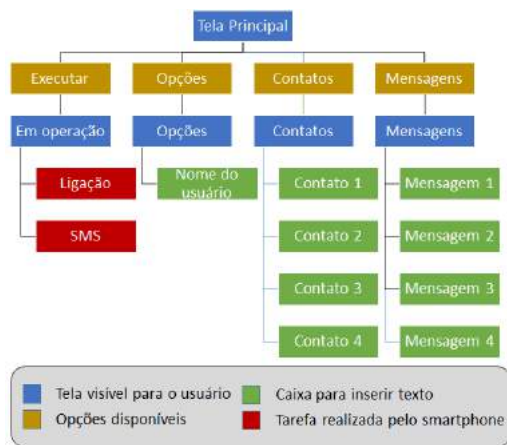 Tela Principal
Executar
Opções
Contatos
Mensagens
Em operação
Opções
Contatos
Mensagens
Ligação
Nome do
usuário
Contato 1
Mensagem 1
SMS
Contato 2
Mensagem 2
Contato 3
Mensagem 3
Contato 4
Mensagem 4
Tela visível para o usuário
Caixa para inserir texto
Opções disponíveis
Tarefa realizada pelo smartphone